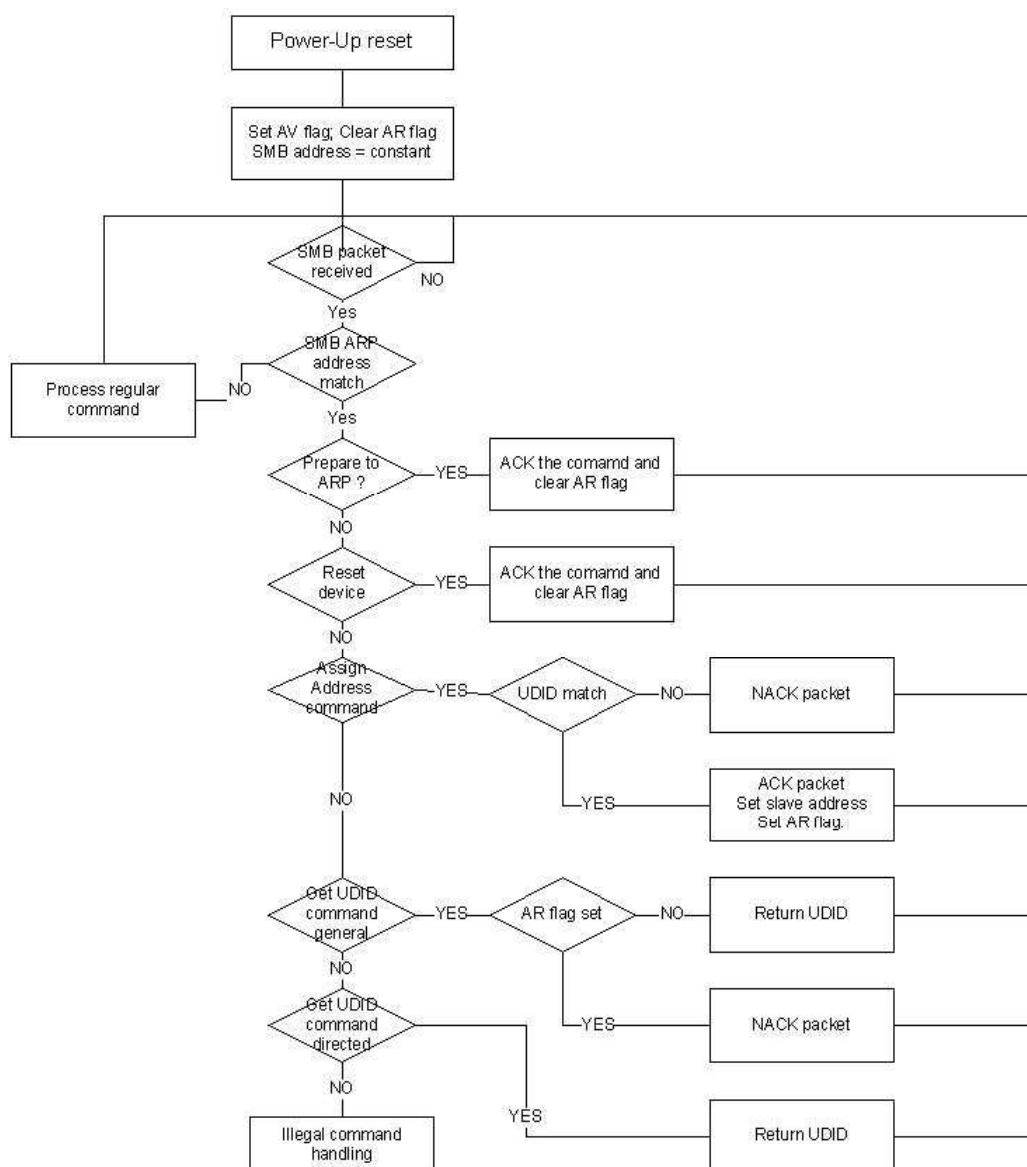 Power-Up reset
Set AV flag; Clear AR flag
SMB address = constant
SMB packet
received
NO
Yes
SMB ARP
address
match
NO
Process regular
command
Yes
Prepare to
ARP ?
YES
ACK the comamd and
clear AR flag
NO
Reset
device
YES
ACK the comamd and
clear AR flag
NO
Assign
Address
command
YES
UDID match
NO
NACK packet
YES
ACK packet
Set slave address
Set AR flag.
NO
Get UDID
command
general
YES
AR flag set
NO
Return UDID
YES
NACK packet
NO
Get UDID
command
directed
YES
Return UDID
NO
Illegal command
handling